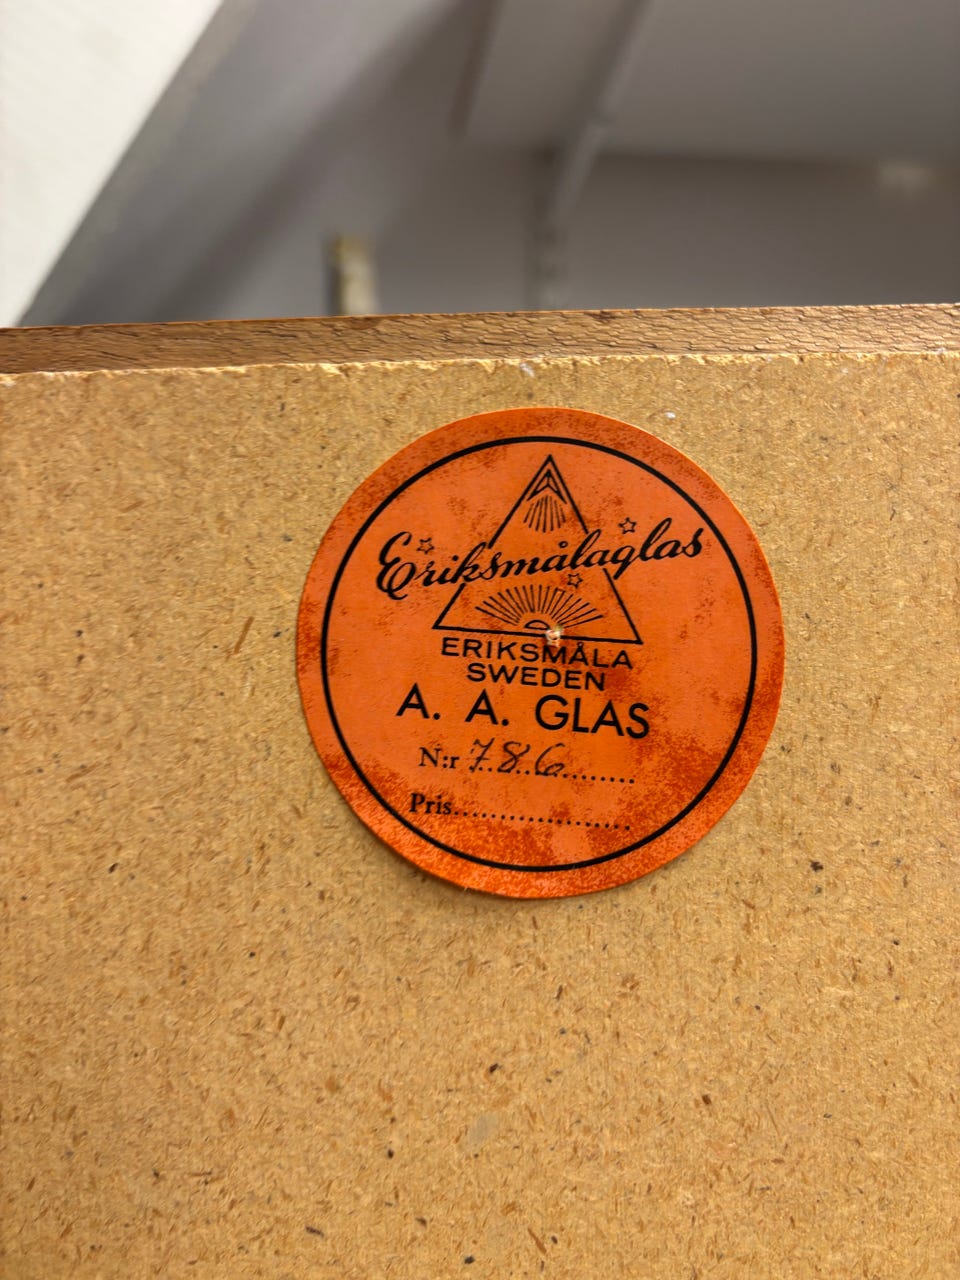 Eriksmålaglas
ERIKSMÅLA
SWEDEN
A. A. GLAS
N:r 786
Pris